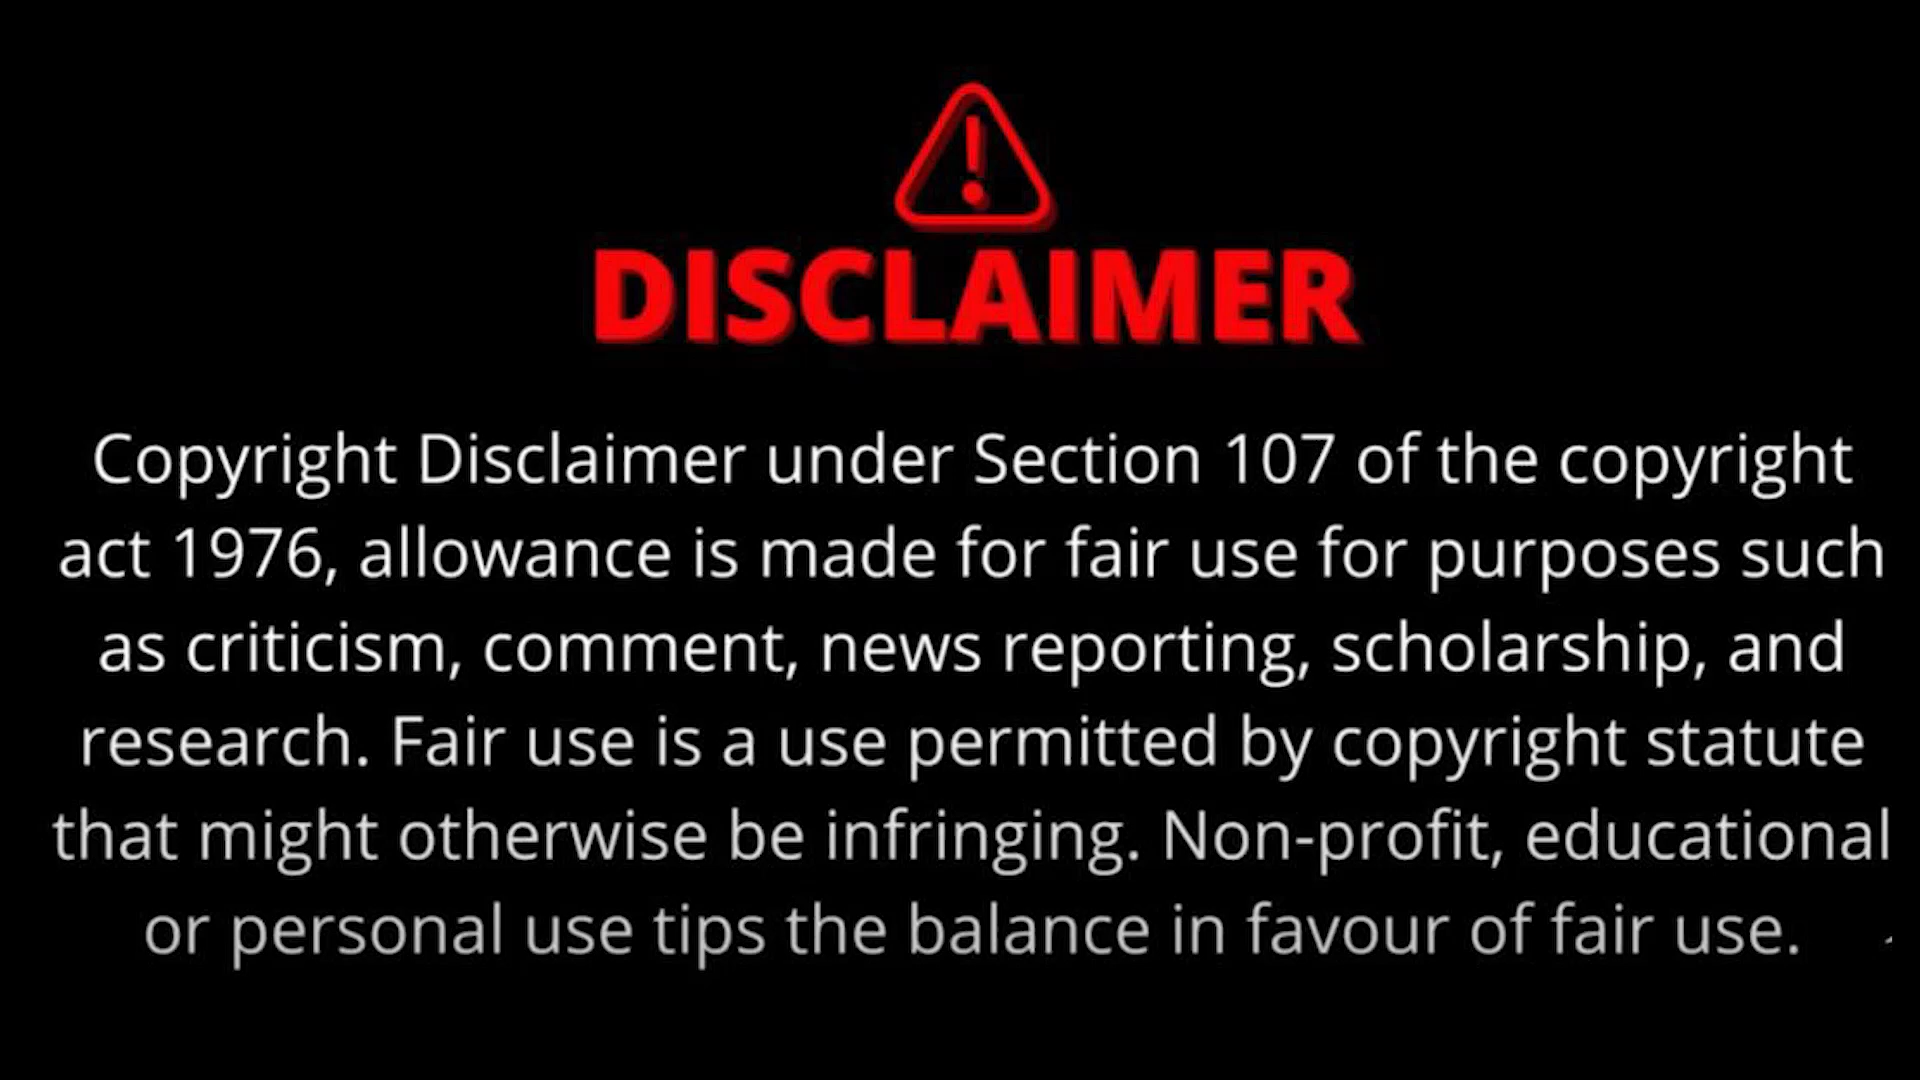 DISCLAIMER
Copyright Disclaimer under Section 107 of the copyright
act 1976, allowance is made for fair use for purposes such
as criticism, comment, news reporting, scholarship, and
research. Fair use is a use permitted by copyright statute
that might otherwise be infringing. Non-profit, educational
or personal use tips the balance in favour of fair use.